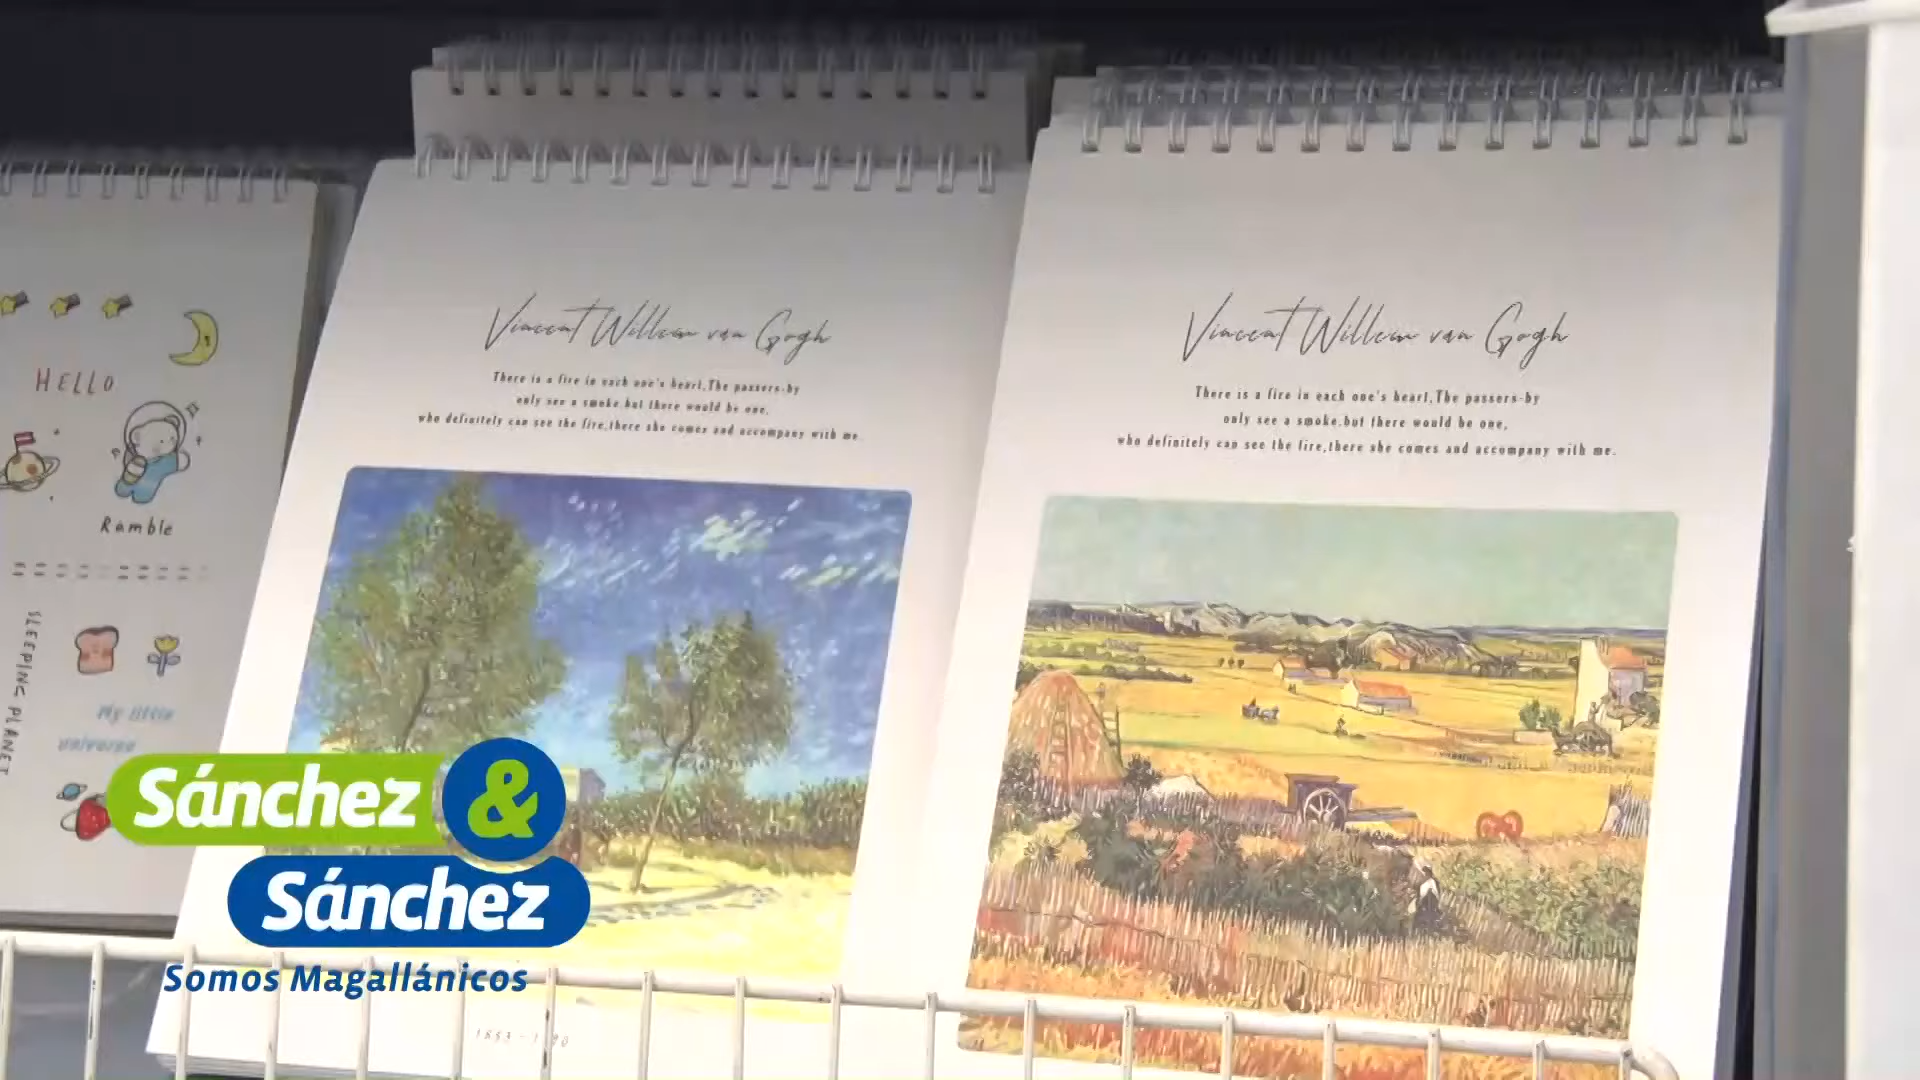 HELLO
Ramble
SLEEPING PLANET
My little
universe
Vincent Willem van Gogh
There is a fire in each one's heart,The passers-by
only see a smoke.but there would be one,
who definitely can see the fire,there she comes and accompany with me.
Vincent Willem van Gogh
There is a fire in each one's heart,The passers-by
only see a smoke.but there would be one,
who definitely can see the fire,there she comes and accompany with me.
Sánchez &
Sánchez
Somos Magallánicos